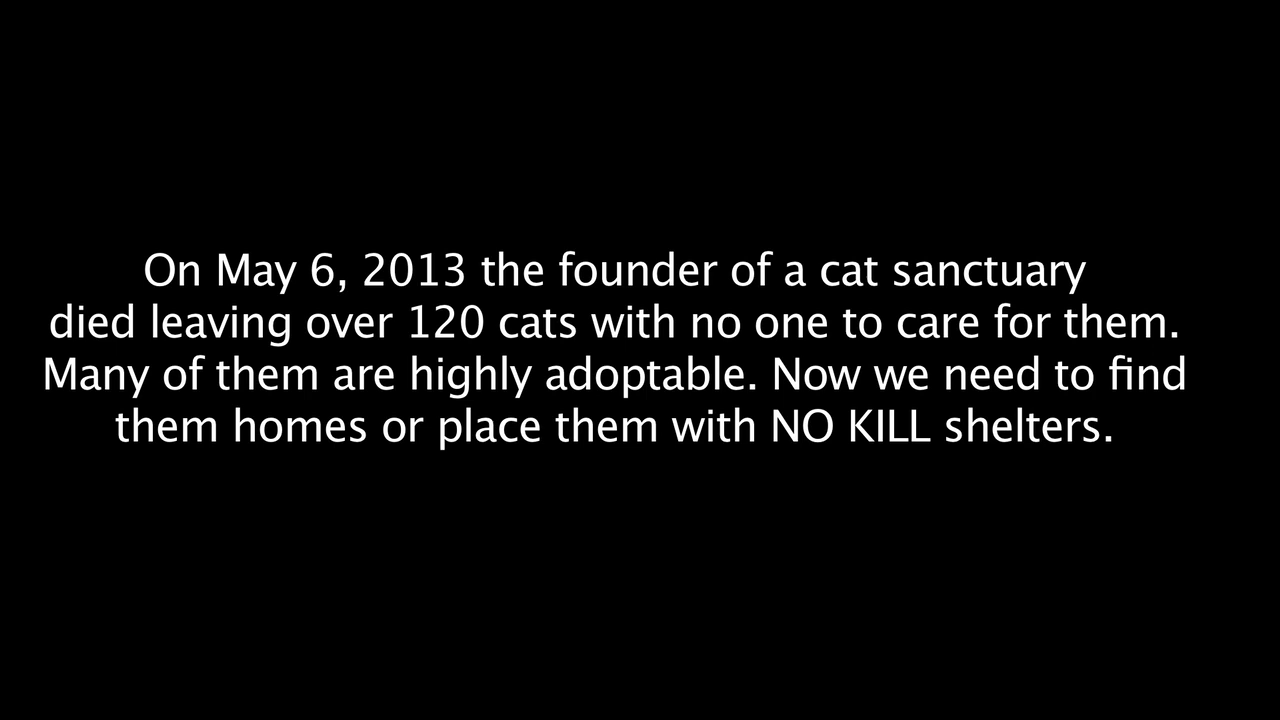 On May 6, 2013 the founder of a cat sanctuary
died leaving over 120 cats with no one to care for them.
Many of them are highly adoptable. Now we need to find
them homes or place them with NO KILL shelters.